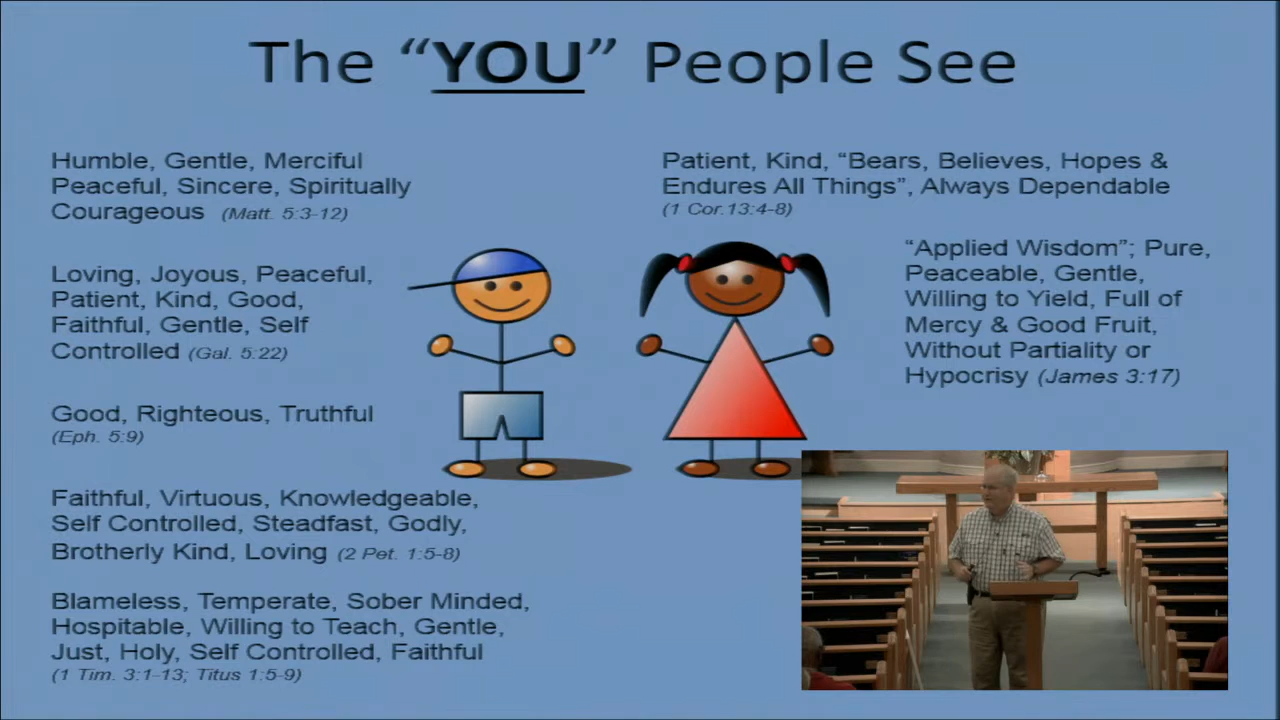 The “YOU” People See
Humble, Gentle, Merciful
Peaceful, Sincere, Spiritually
Courageous (Matt. 5:3-12)
Loving, Joyous, Peaceful,
Patient, Kind, Good,
Faithful, Gentle, Self
Controlled (Gal. 5:22)
Good, Righteous, Truthful
(Eph. 5:9)
Faithful, Virtuous, Knowledgeable,
Self Controlled, Steadfast, Godly,
Brotherly Kind, Loving (2 Pet. 1:5-8)
Blameless, Temperate, Sober Minded,
Hospitable, Willing to Teach, Gentle,
Just, Holy, Self Controlled, Faithful
(1 Tim. 3:1-13; Titus 1:5-9)
Patient, Kind, “Bears, Believes, Hopes &
Endures All Things”, Always Dependable
(1 Cor.13:4-8)
“Applied Wisdom”; Pure,
Peaceable, Gentle,
Willing to Yield, Full of
Mercy & Good Fruit,
Without Partiality or
Hypocrisy (James 3:17)